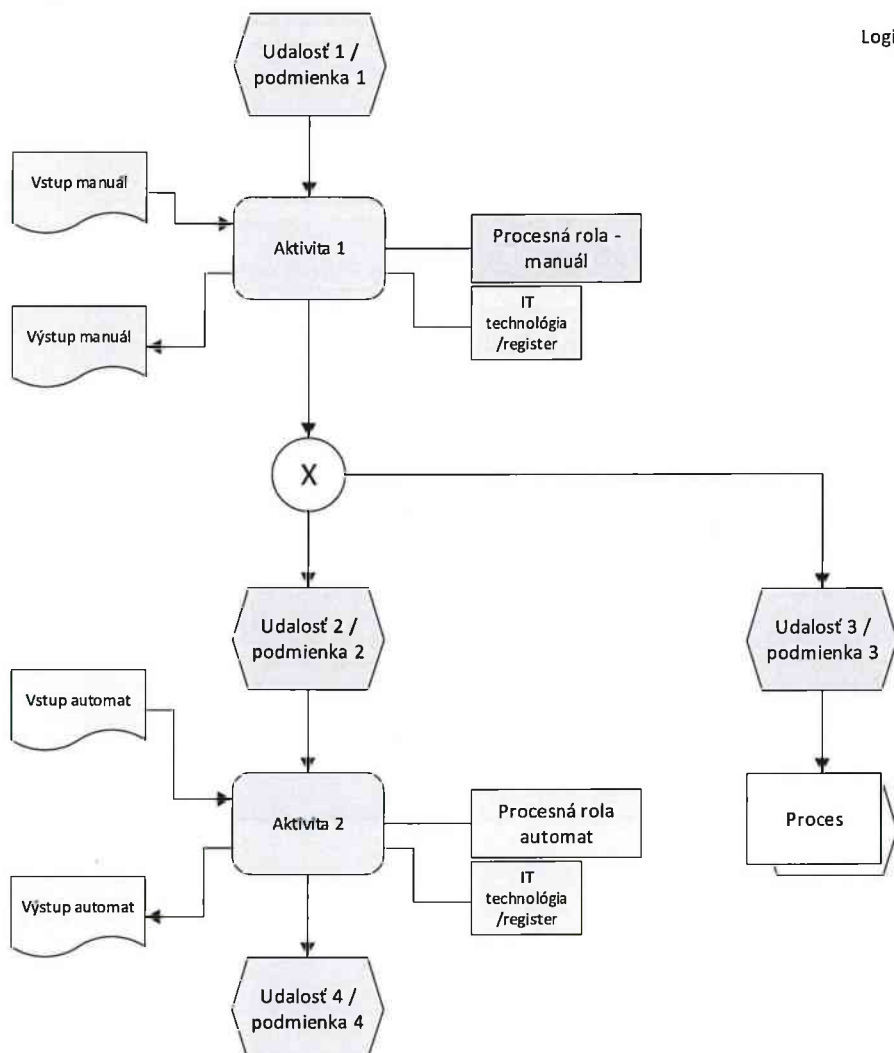 Udalosť 1 /
podmienka 1
Logi
Vstup manuál
Aktivita 1
Procesná rola -
manuál
IT
technológia
/register
Výstup manuál
X
Udalosť 2 /
podmienka 2
Udalosť 3 /
podmienka 3
Vstup automat
Aktivita 2
Procesná rola
automat
Proces
IT
technológia
/register
Výstup automat
Udalosť 4 /
podmienka 4